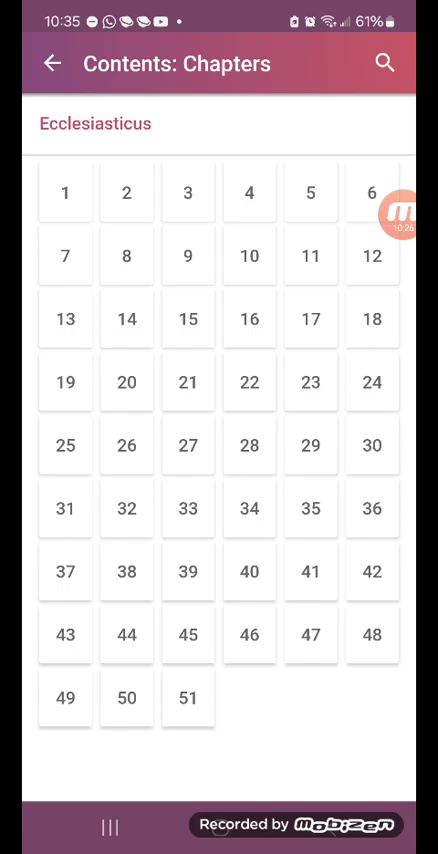 10:35 61%
Contents: Chapters
Ecclesiasticus
1 2 3 4 5 6
10:26
7 8 9 10 11 12
13 14 15 16 17 18
19 20 21 22 23 24
25 26 27 28 29 30
31 32 33 34 35 36
37 38 39 40 41 42
43 44 45 46 47 48
49 50 51
Recorded by mobizen